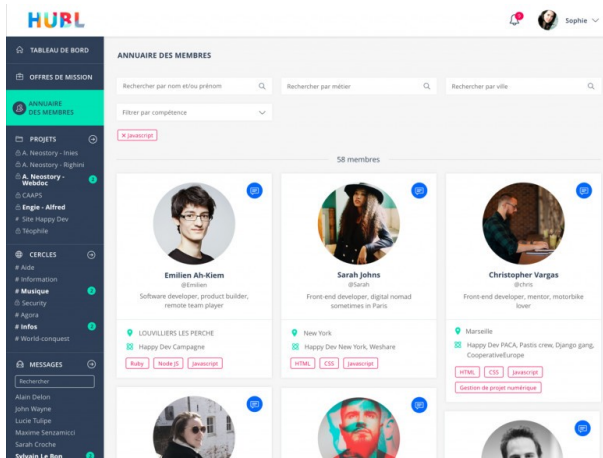 HUBL
Sophie
TABLEAU DE BORD
OFFRES DE MISSION
ANNUAIRE
DES MEMBRES
PROJETS
A. Neostory - Inies
A. Neostory - Righini
A. Neostory -
Webdoc
CAAPS
Engie - Alfred
# Site Happy Dev
Téophile
CERCLES
# Aide
# Information
# Musique
Security
# Agora
# Infos
# World-conquest
MESSAGES
Rechercher
Alain Delon
John Wayne
Lucie Tulipe
Maxime Senzamicci
Sarah Croche
Sylvain Le Bon
ANNUAIRE DES MEMBRES
Rechercher par nom et/ou prénom
Rechercher par métier
Rechercher par ville
Filtrer par compétence
× Javascript
58 membres
Emilien Ah-Kiem
@Emilien
Software developer, product builder,
remote team player
LOUVILLIERS LES PERCHE
Happy Dev Campagne
Ruby Node JS Javascript
Sarah Johns
@Sarah
Front-end developer, digital nomad
sometimes in Paris
New York
Happy Dev New York, Weshare
HTML CSS Javascript
Christopher Vargas
@chris
Front-end developer, mentor, motorbike
lover
Marseille
Happy Dev PACA, Pastis crew, Django gang,
CooperativeEurope
HTML CSS Javascript
Gestion de projet numérique